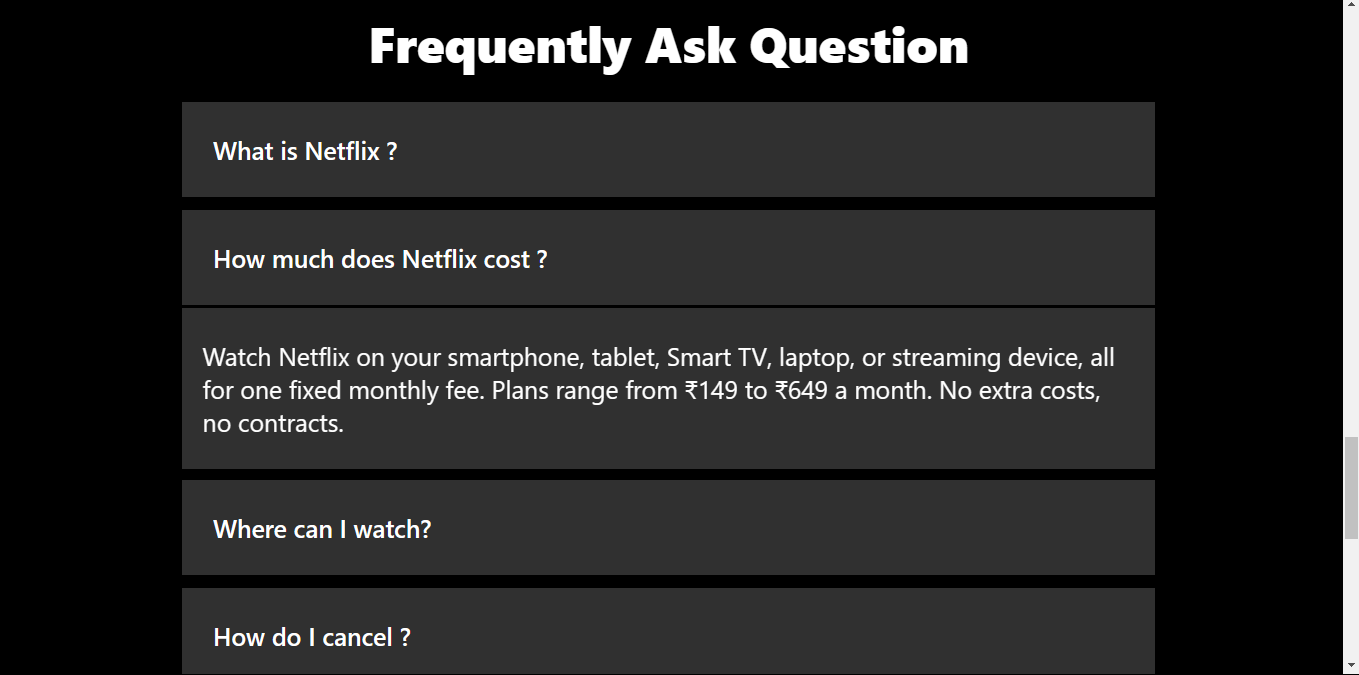 Frequently Ask Question
What is Netflix ?
How much does Netflix cost ?
Watch Netflix on your smartphone, tablet, Smart TV, laptop, or streaming device, all
for one fixed monthly fee. Plans range from ₹149 to ₹649 a month. No extra costs,
no contracts.
Where can I watch?
How do I cancel ?